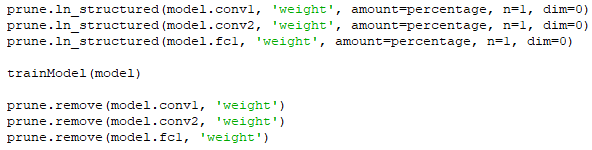 prune.ln_structured(model.conv1, 'weight', amount=percentage, n=1, dim=0)
prune.ln_structured(model.conv2, 'weight', amount=percentage, n=1, dim=0)
prune.ln_structured(model.fc1, 'weight', amount=percentage, n=1, dim=0)
trainModel(model)
prune.remove(model.conv1, 'weight')
prune.remove(model.conv2, 'weight')
prune.remove(model.fc1, 'weight')